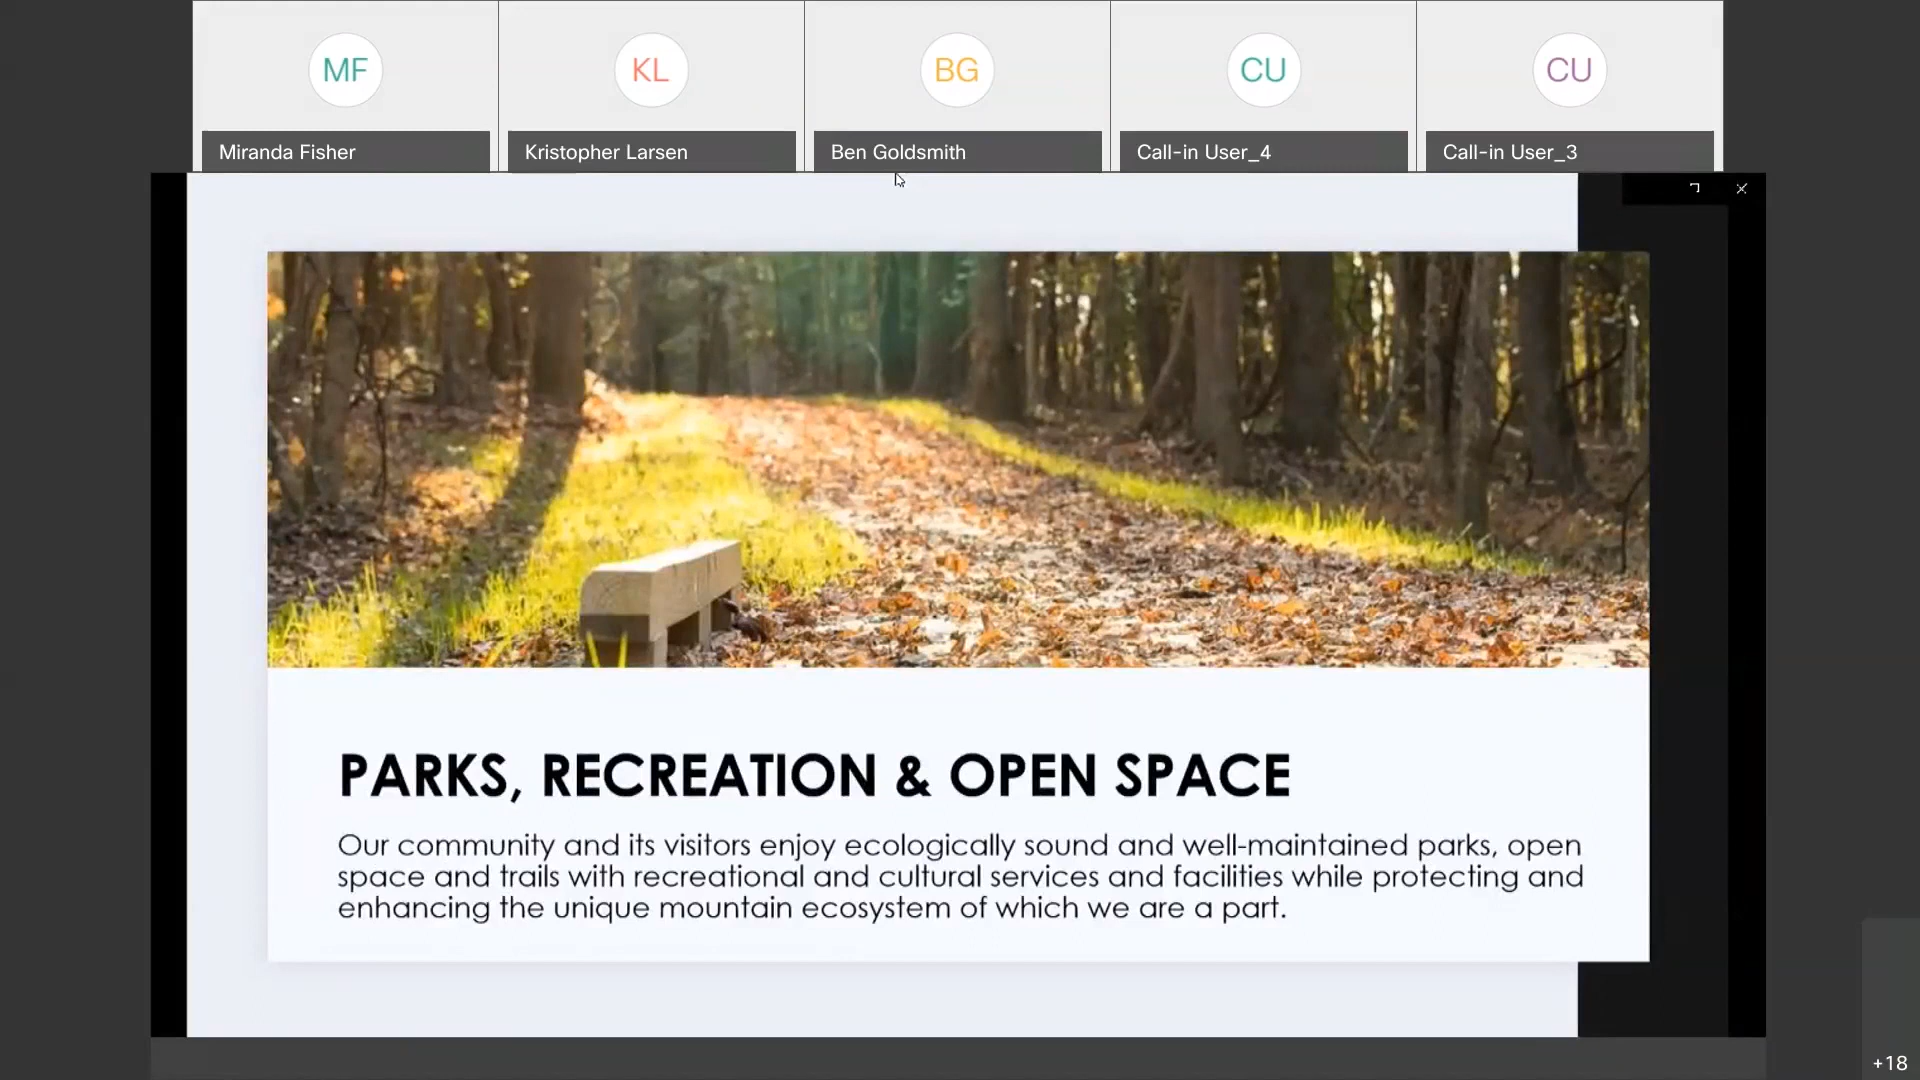 MF
KL
BG
CU
CU
Miranda Fisher
Kristopher Larsen
Ben Goldsmith
Call-in User_4
Call-in User_3
PARKS, RECREATION & OPEN SPACE
Our community and its visitors enjoy ecologically sound and well-maintained parks, open
space and trails with recreational and cultural services and facilities while protecting and
enhancing the unique mountain ecosystem of which we are a part.
+18